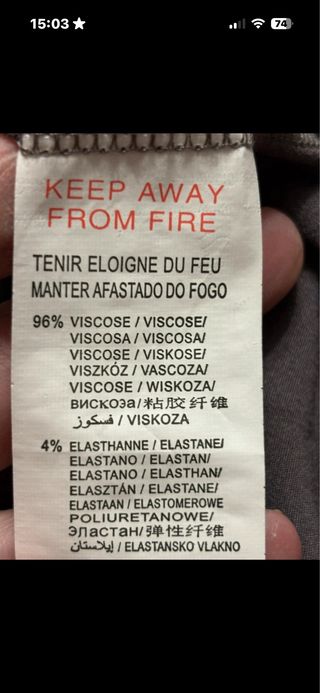 15:03 74
KEEP AWAY
FROM FIRE
TENIR ELOIGNE DU FEU
MANTER AFASTADO DO FOGO
96% VISCOSE / VISCOSE/
VISCOSA / VISCOSA/
VISCOSE / VISKOSE/
VISZKÓZ / VASCOZA/
VISCOSE / WISKOZA/
вискоза/粘胶纤维
فسكوز / VISKOZA
4% ELASTHANNE / ELASTANE/
ELASTANO / ELASTAN/
ELASTANO / ELASTHAN/
ELASZTÁN / ELASTANE/
ELASTAAN / ELASTOMEROWE
POLIURETANOWE/
Эластан/弹性纤维
إيلاستان / ELASTANSKO VLAKNO